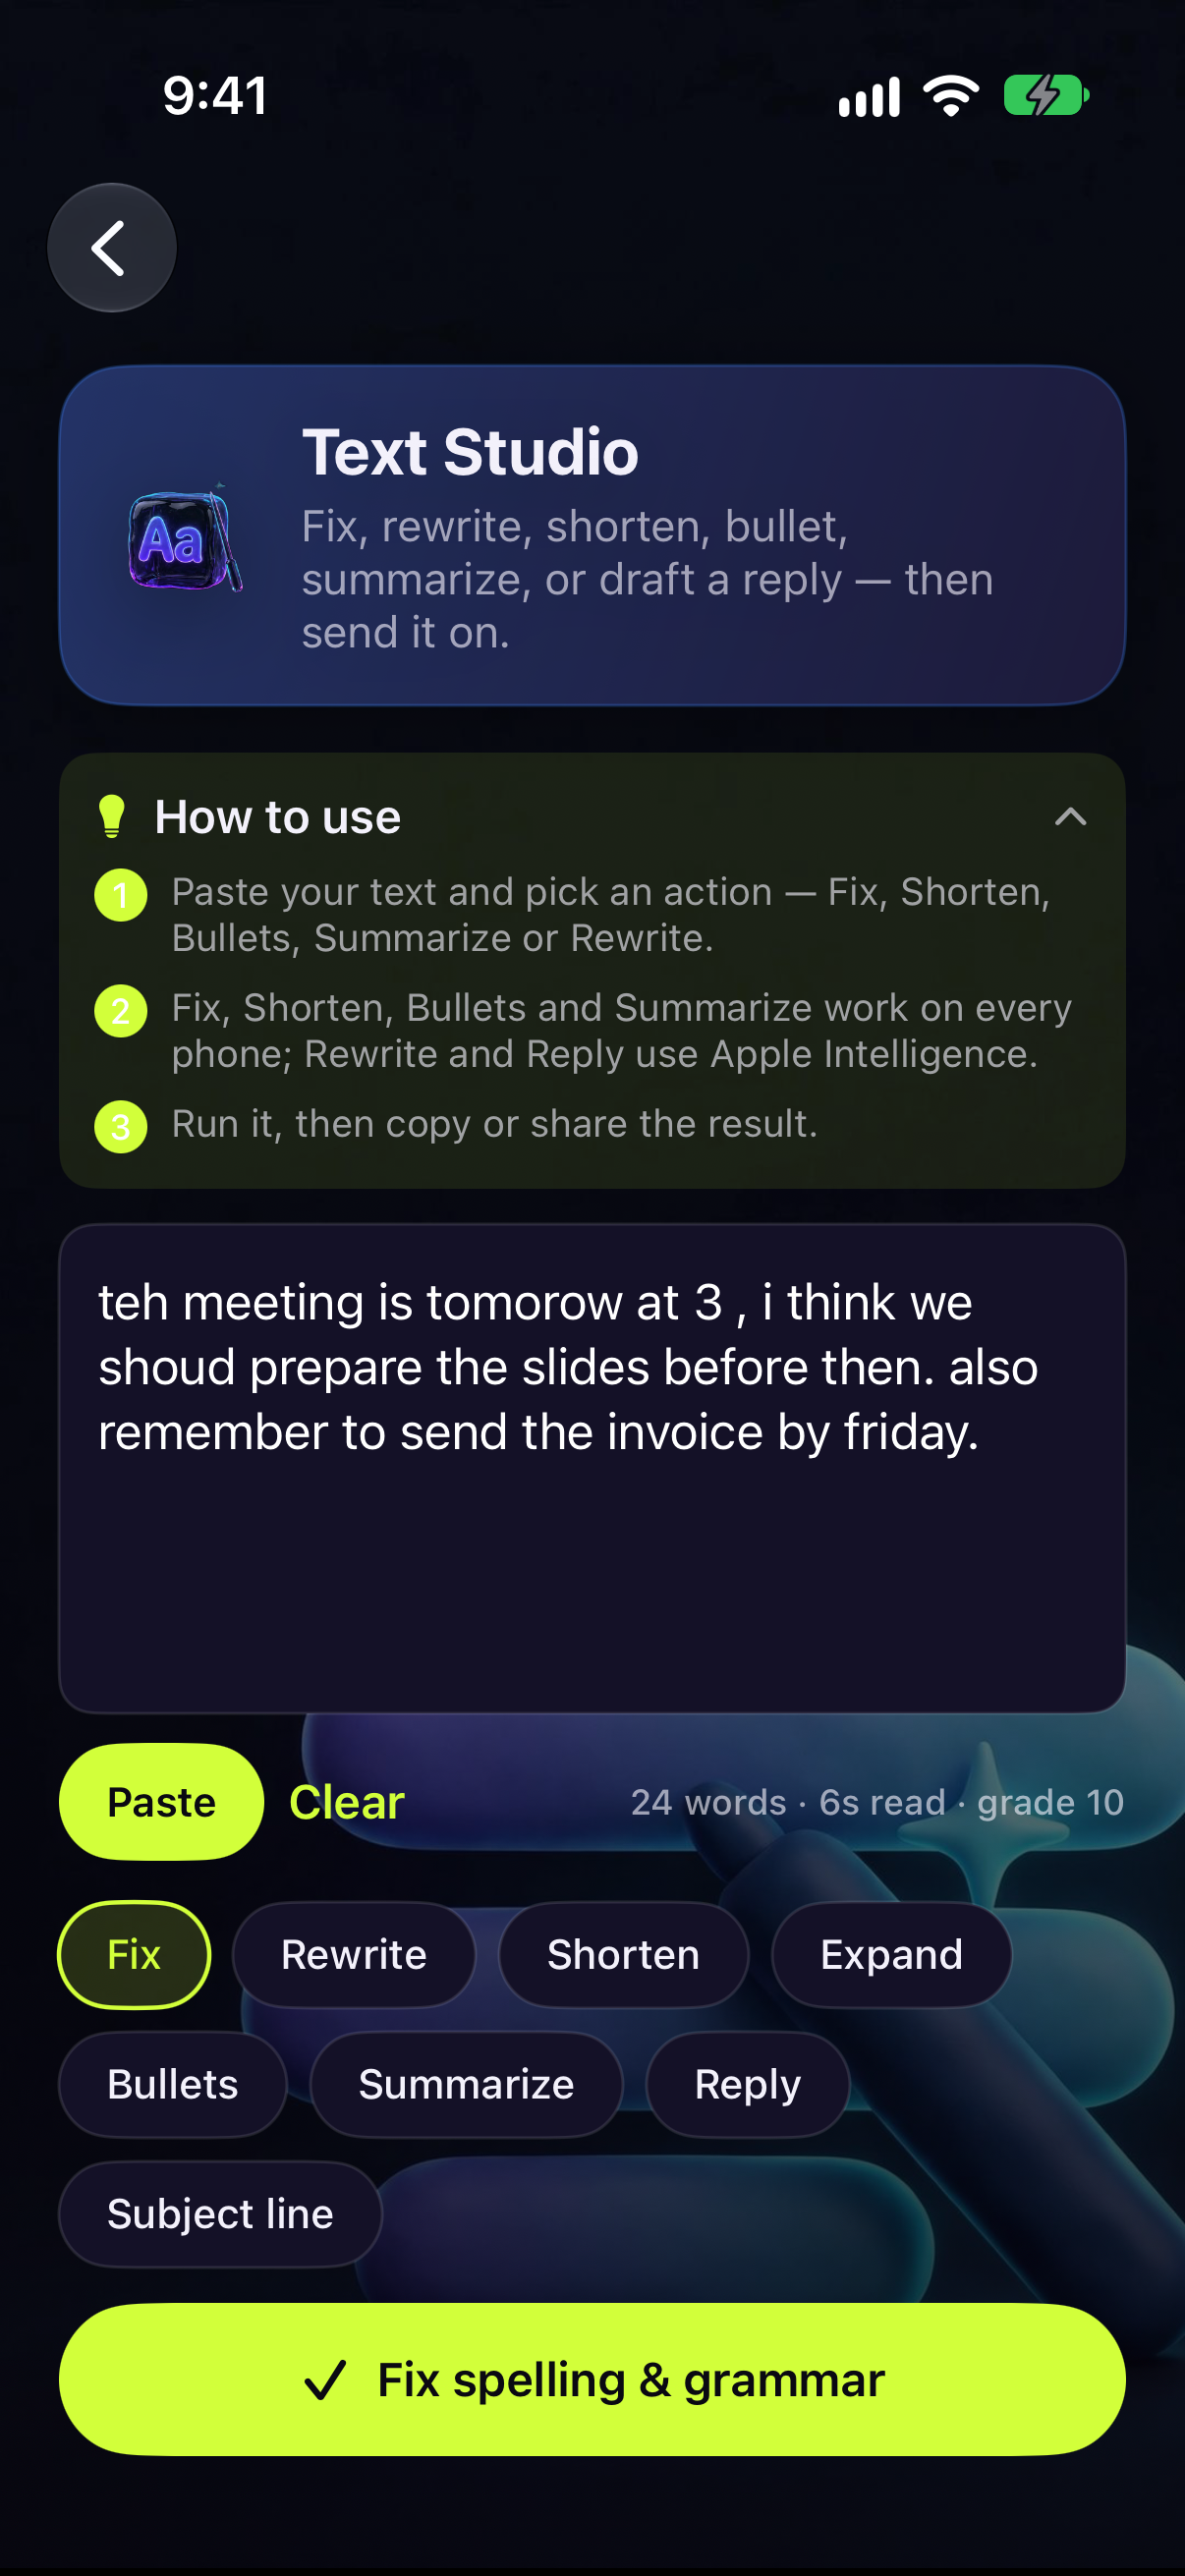 9:41
Text Studio
Aa
Fix, rewrite, shorten, bullet,
summarize, or draft a reply — then
send it on.
How to use
1 Paste your text and pick an action — Fix, Shorten,
Bullets, Summarize or Rewrite.
2 Fix, Shorten, Bullets and Summarize work on every
phone; Rewrite and Reply use Apple Intelligence.
3 Run it, then copy or share the result.
teh meeting is tomorow at 3 , i think we
shoud prepare the slides before then. also
remember to send the invoice by friday.
Paste Clear 24 words · 6s read · grade 10
Fix Rewrite Shorten Expand
Bullets Summarize Reply
Subject line
Fix spelling & grammar